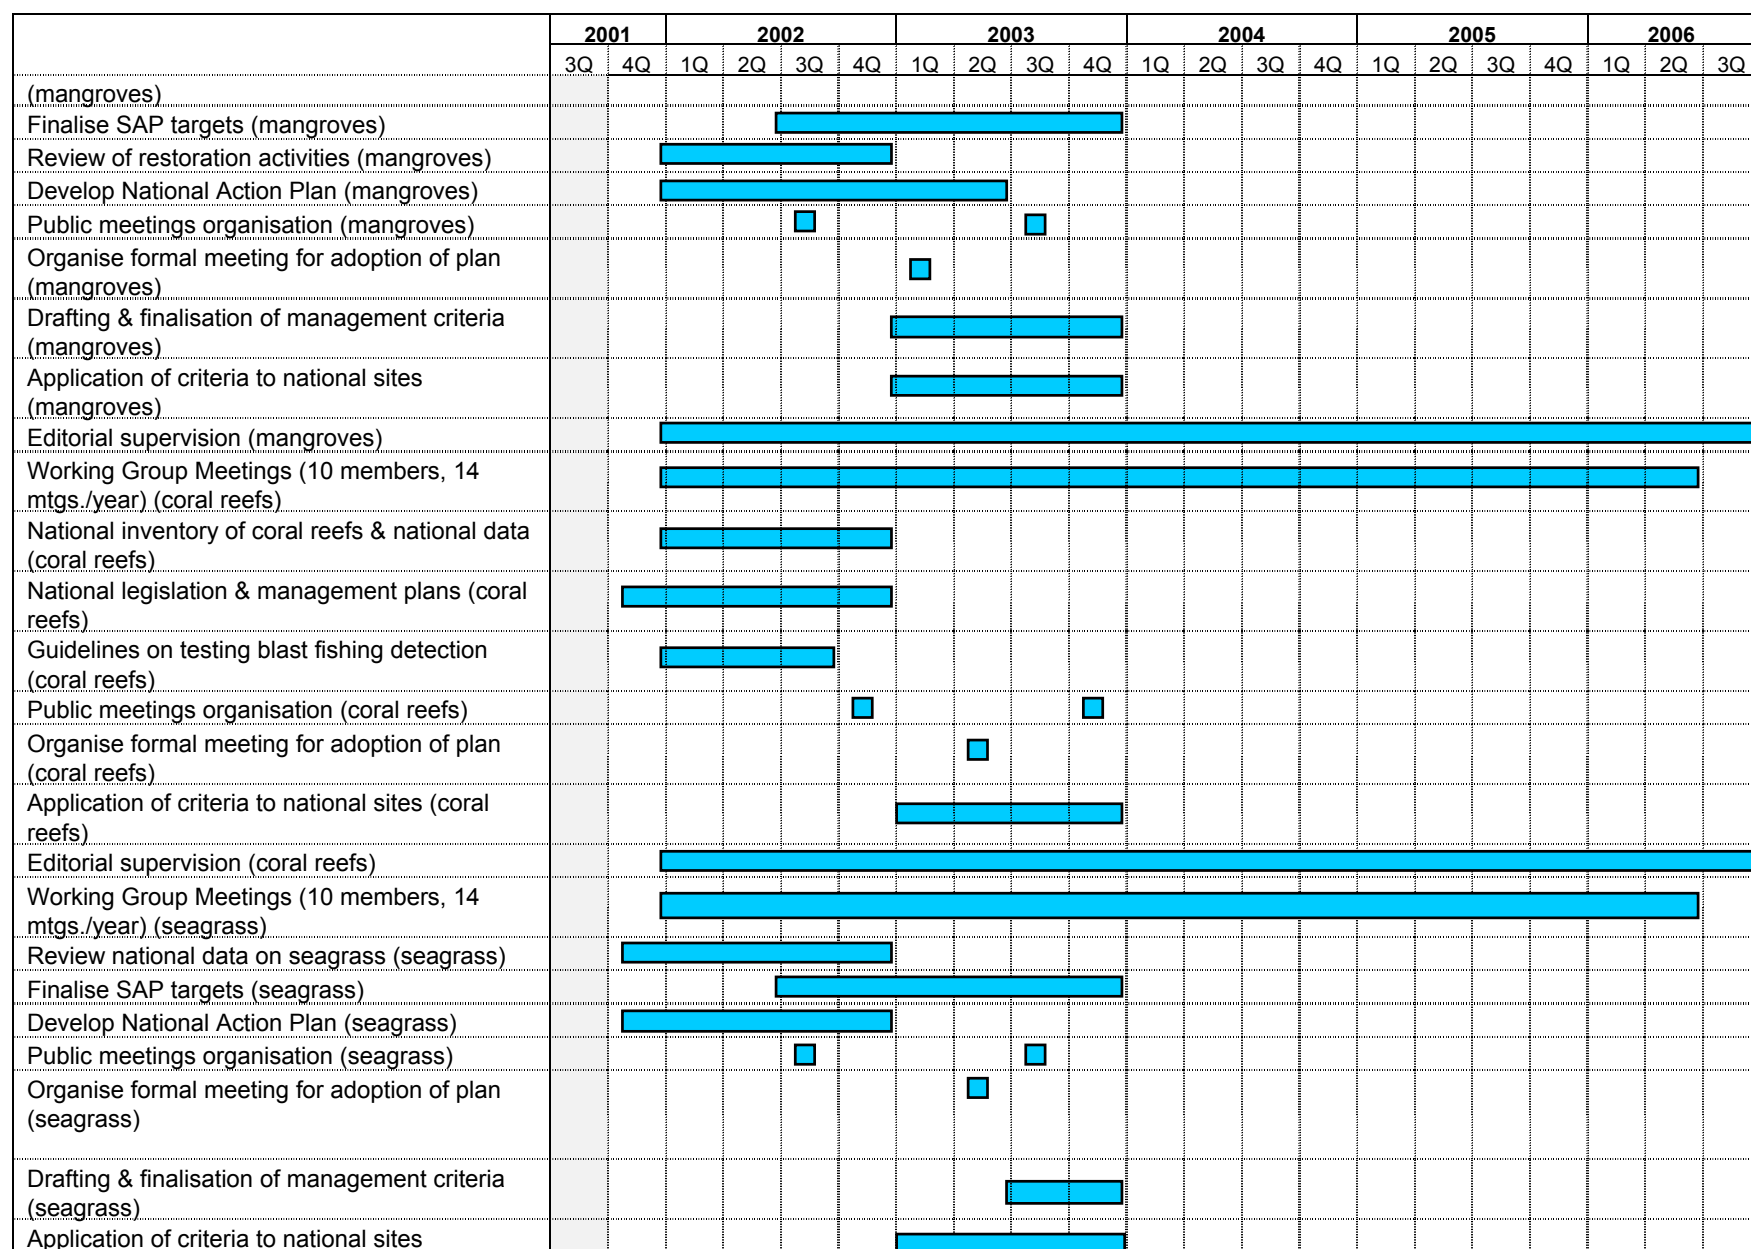 2001 2002 2003 2004 2005 2006
3Q 4Q 1Q 2Q 3Q 4Q 1Q 2Q 3Q 4Q 1Q 2Q 3Q 4Q 1Q 2Q 3Q 4Q 1Q 2Q 3Q
(mangroves)
Finalise SAP targets (mangroves)
Review of restoration activities (mangroves)
Develop National Action Plan (mangroves)
Public meetings organisation (mangroves)
Organise formal meeting for adoption of plan
(mangroves)
Drafting & finalisation of management criteria
(mangroves)
Application of criteria to national sites
(mangroves)
Editorial supervision (mangroves)
Working Group Meetings (10 members, 14
mtgs./year) (coral reefs)
National inventory of coral reefs & national data
(coral reefs)
National legislation & management plans (coral
reefs)
Guidelines on testing blast fishing detection
(coral reefs)
Public meetings organisation (coral reefs)
Organise formal meeting for adoption of plan
(coral reefs)
Application of criteria to national sites (coral
reefs)
Editorial supervision (coral reefs)
Working Group Meetings (10 members, 14
mtgs./year) (seagrass)
Review national data on seagrass (seagrass)
Finalise SAP targets (seagrass)
Develop National Action Plan (seagrass)
Public meetings organisation (seagrass)
Organise formal meeting for adoption of plan
(seagrass)
Drafting & finalisation of management criteria
(seagrass)
Application of criteria to national sites